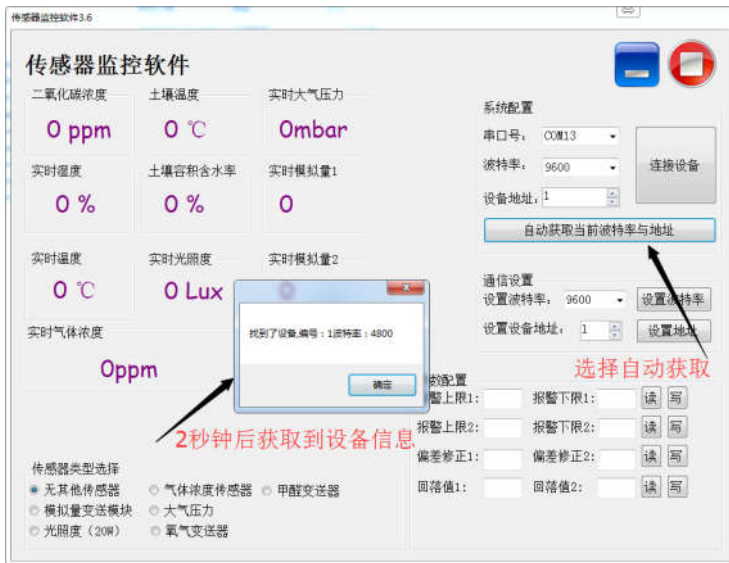 传感器监控软件3.6
传感器监控软件
二氧化碳浓度
土壤温度
实时大气压力
0 ppm
0 ℃
0mbar
实时湿度
土壤容积含水率
实时模拟量1
0 %
0 %
0
实时温度
实时光照度
实时模拟量2
0 ℃
0 Lux
0
实时气体浓度
0ppm
系统配置
串口号:
COM13
波特率:
9600
设备地址:
1
连接设备
自动获取当前波特率与地址
通信设置
设置波特率:
9600
设置波特率
设置设备地址:
1
设置地址
找到了设备,编号:1波特率:4800
确定
选择自动获取
2秒钟后获取到设备信息
数配置
警上限1:
报警下限1:
读
写
报警上限2:
报警下限2:
读
写
偏差修正1:
偏差修正2:
读
写
回落值1:
回落值2:
读
写
传感器类型选择
无其他传感器
气体浓度传感器
甲醛变送器
模拟量变送模块
大气压力
光照度(20W)
氧气变送器